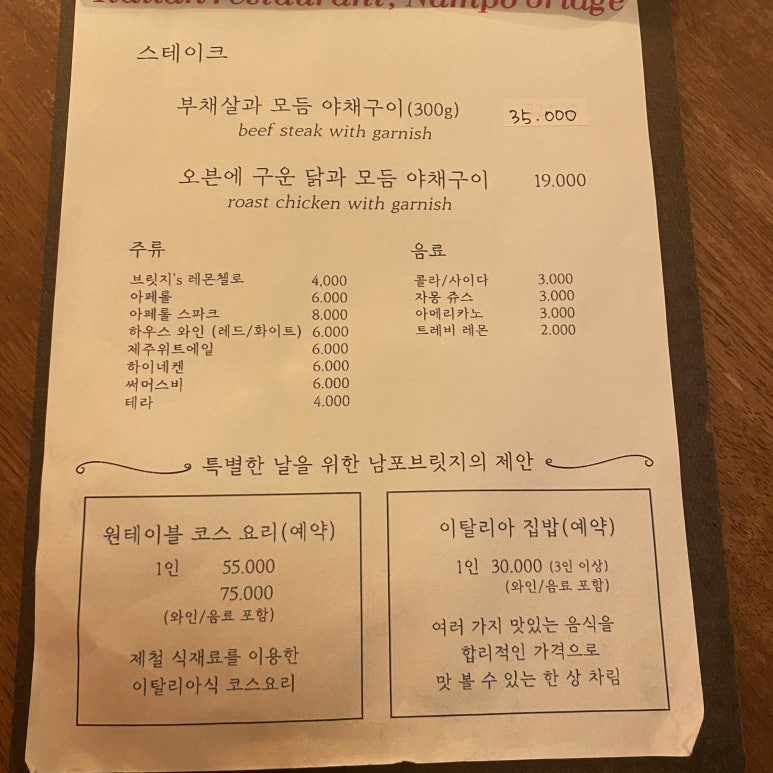 Italian restaurant, Nampo bridge
스테이크
부채살과 모듬 야채구이(300g) 35.000
beef steak with garnish
오븐에 구운 닭과 모듬 야채구이 19.000
roast chicken with garnish
주류
브릿지's 레몬첼로 4,000
아페롤 6.000
아페롤 스파크 8.000
하우스 와인 (레드/화이트) 6.000
제주위트에일 6.000
하이네켄 6.000
써머스비 6.000
테라 4.000
음료
콜라/사이다 3.000
자몽 쥬스 3.000
아메리카노 3.000
트레비 레몬 2.000
특별한 날을 위한 남포브릿지의 제안
원테이블 코스 요리(예약)
1인 55.000
75.000
(와인/음료 포함)
제철 식재료를 이용한
이탈리아식 코스요리
이탈리아 집밥(예약)
1인 30.000 (3인 이상)
(와인/음료 포함)
여러 가지 맛있는 음식을
합리적인 가격으로
맛 볼 수 있는 한 상 차림